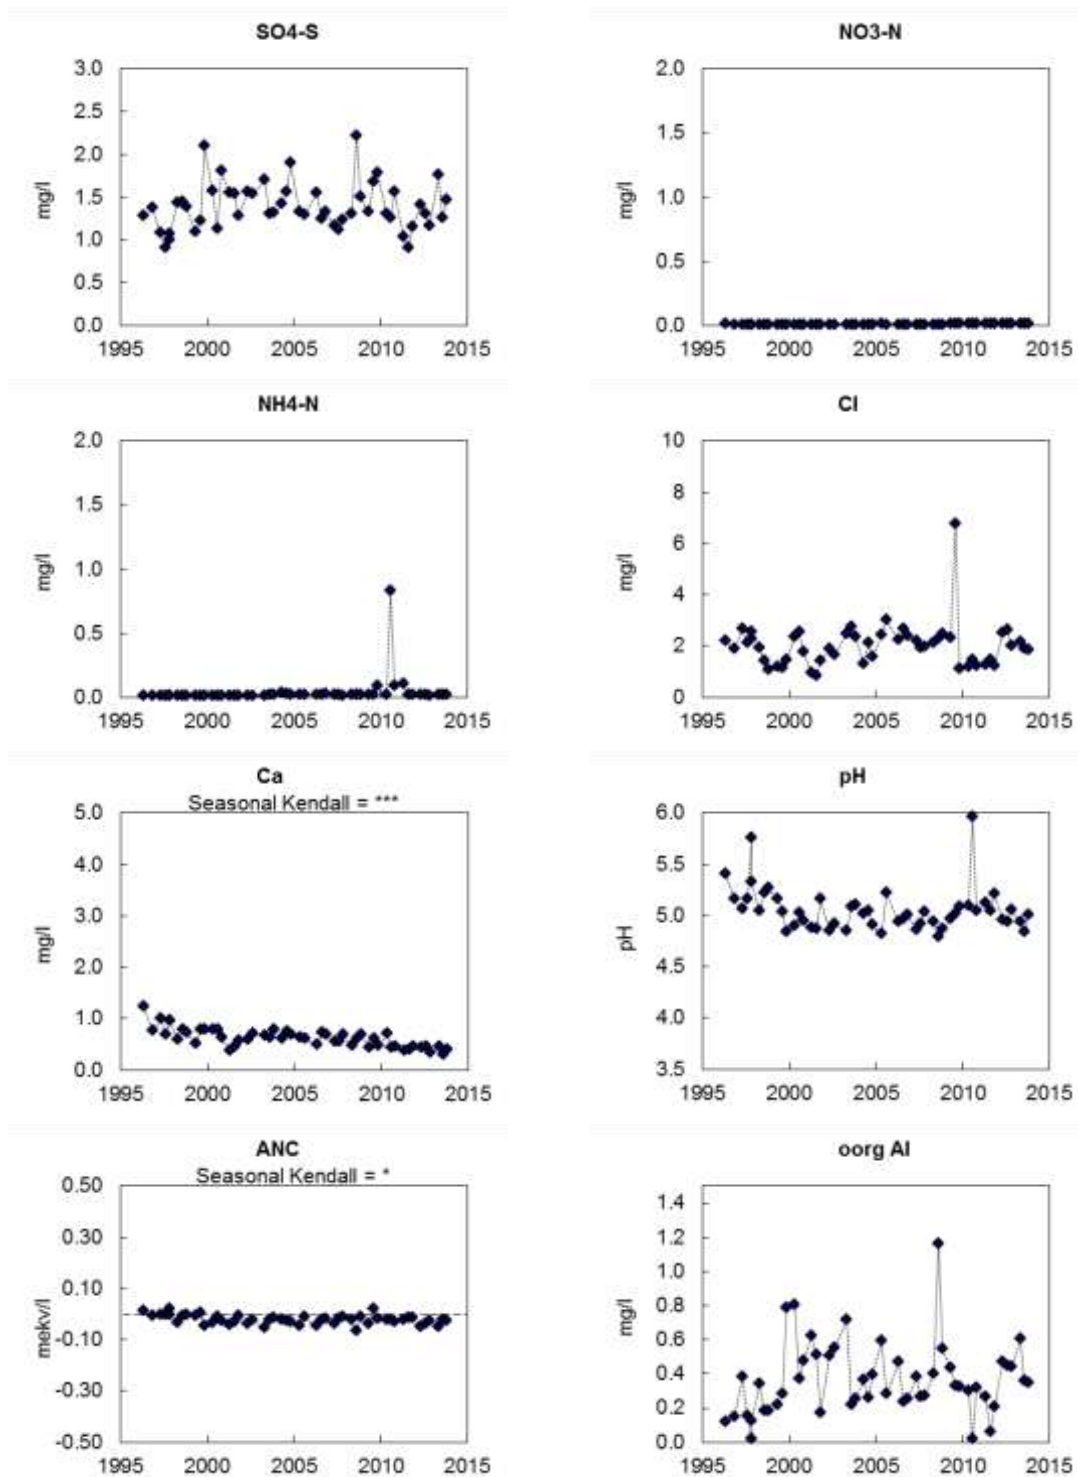 SO4-S
mg/l
3.0
2.5
2.0
1.5
1.0
0.5
0.0
1995 2000 2005 2010 2015
NO3-N
mg/l
2.0
1.5
1.0
0.5
0.0
1995 2000 2005 2010 2015
NH4-N
mg/l
2.0
1.5
1.0
0.5
0.0
1995 2000 2005 2010 2015
Cl
mg/l
10
8
6
4
2
0
1995 2000 2005 2010 2015
Ca
Seasonal Kendall = ***
mg/l
5.0
4.0
3.0
2.0
1.0
0.0
1995 2000 2005 2010 2015
pH
pH
6.0
5.5
5.0
4.5
4.0
3.5
1995 2000 2005 2010 2015
ANC
Seasonal Kendall = *
mekv/l
0.50
0.30
0.10
-0.10
-0.30
-0.50
1995 2000 2005 2010 2015
oorg Al
mg/l
1.4
1.2
1.0
0.8
0.6
0.4
0.2
0.0
1995 2000 2005 2010 2015